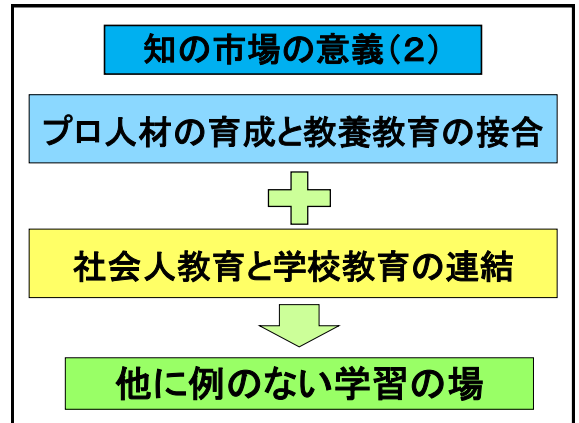 知の市場の意義(2)
プロ人材の育成と教養教育の接合
社会人教育と学校教育の連結
他に例のない学習の場